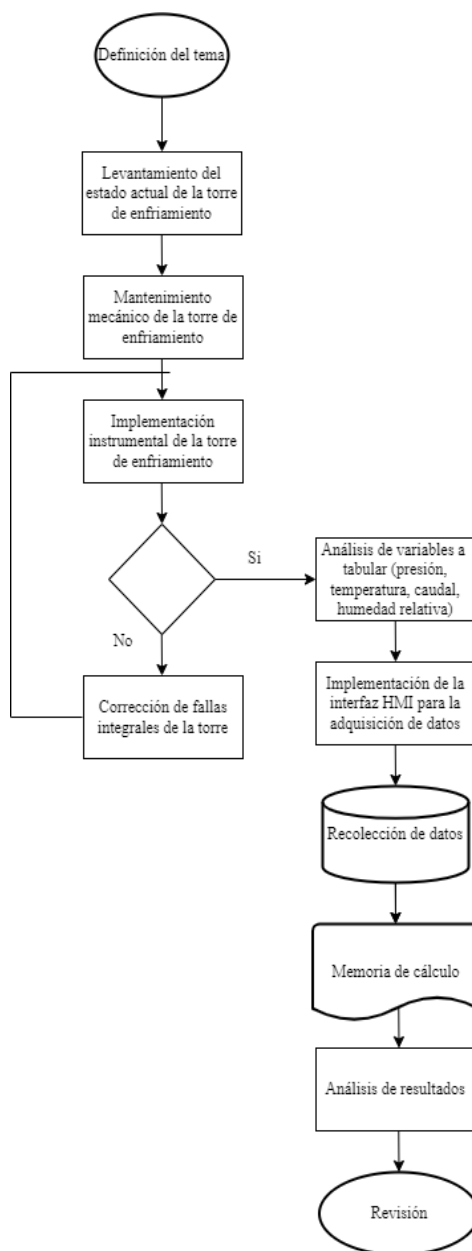 Definición del tema
Levantamiento del
estado actual de la torre
de enfriamiento
Mantenimiento
mecánico de la torre de
enfriamiento
Implementación
instrumental de la torre
de enfriamiento
Si
No
Corrección de fallas
integrales de la torre
Análisis de variables a
tabular (presión,
temperatura, caudal,
humedad relativa)
Implementación de la
interfaz HMI para la
adquisición de datos
Recolección de datos
Memoria de cálculo
Análisis de resultados
Revisión